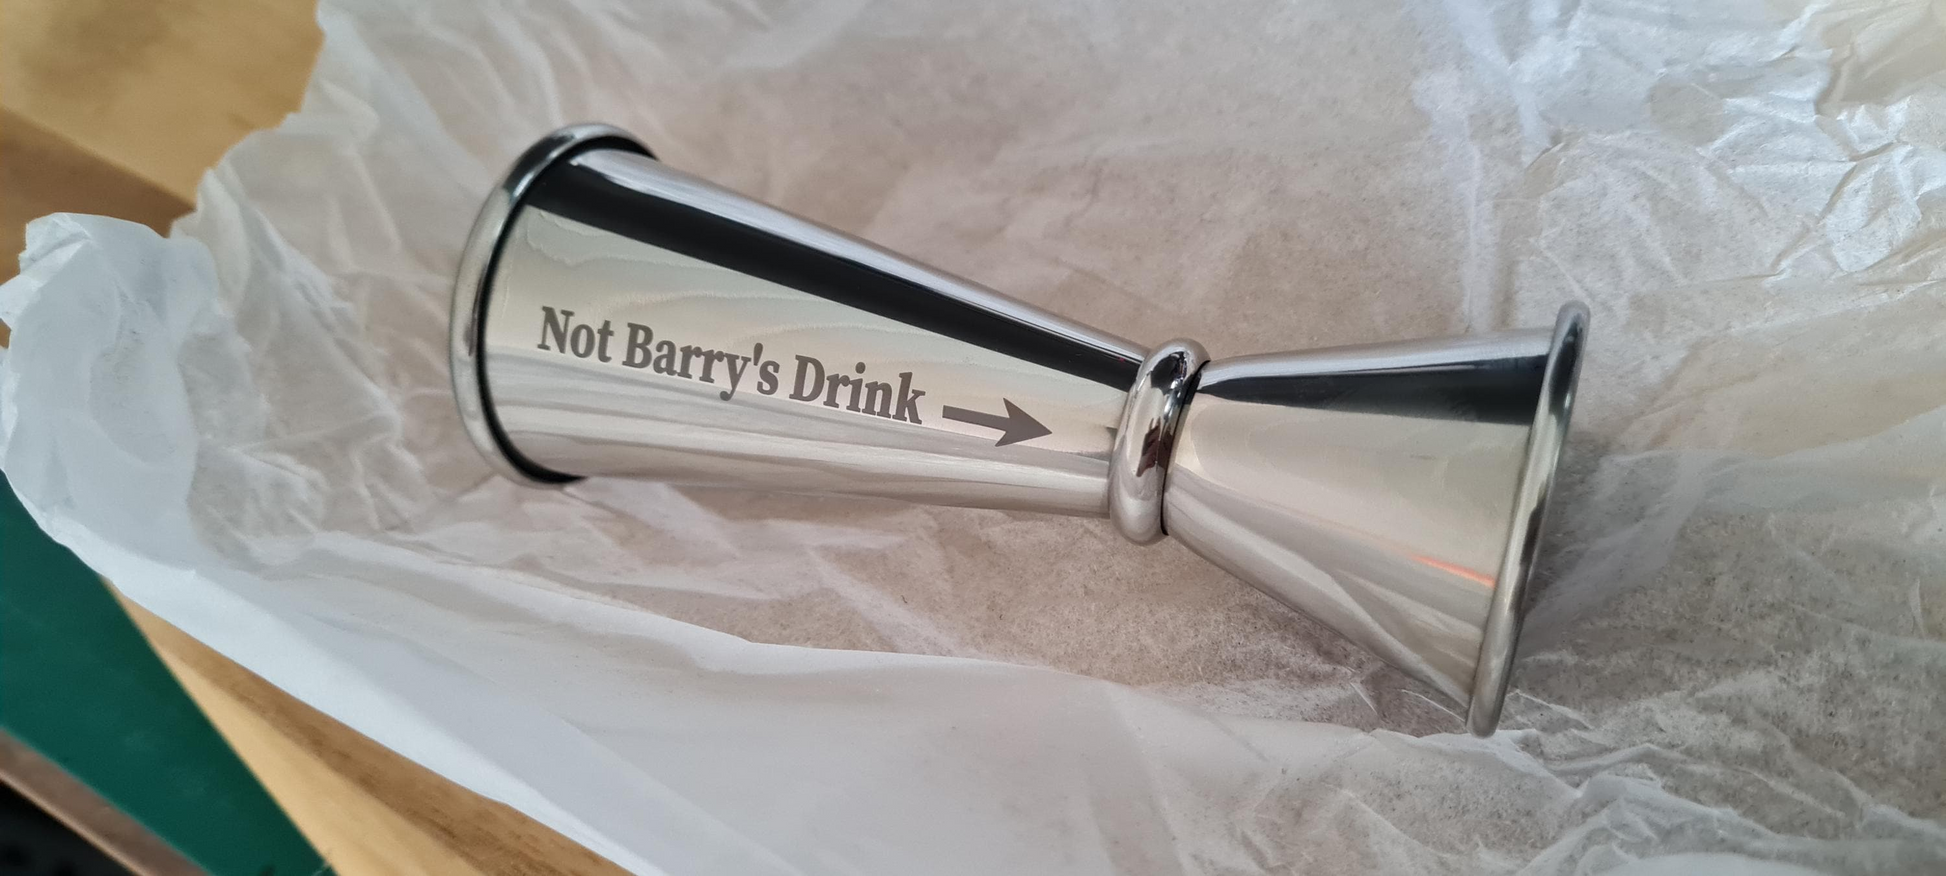 Not Barry's Drink →